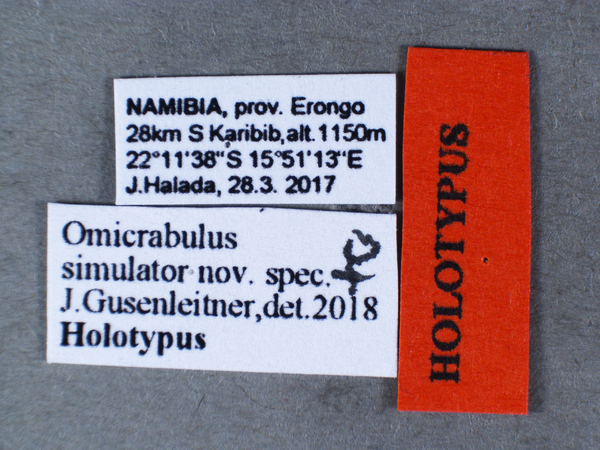 NAMIBIA, prov. Erongo
28km S Karibib,alt.1150m
22°11'38"S 15°51'13"E
J.Halada, 28.3. 2017
Omicrabulus
simulator nov. spec. ♀
J.Gusenleitner,det.2018
Holotypus
HOLOTYPUS